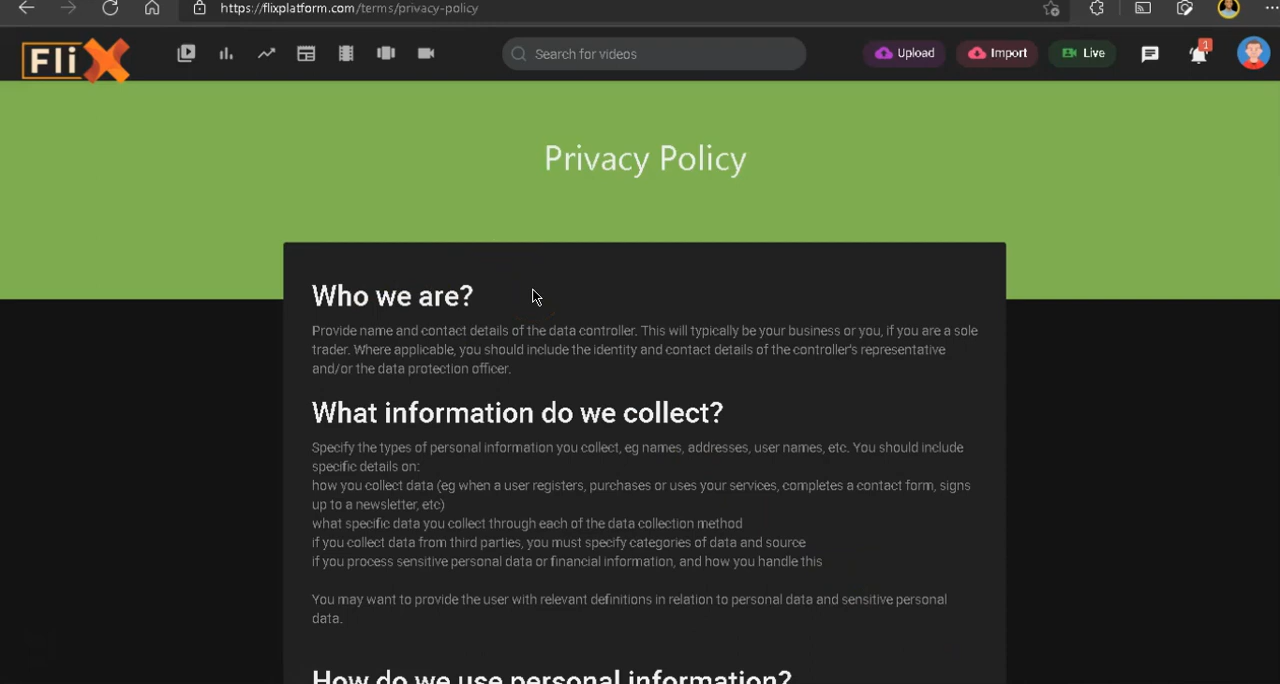 https://flixplatform.com/terms/privacy-policy
FliX
Search for videos
Upload
Import
Live
1
Privacy Policy
Who we are?
Provide name and contact details of the data controller. This will typically be your business or you, if you are a sole
trader. Where applicable, you should include the identity and contact details of the controller's representative
and/or the data protection officer.
What information do we collect?
Specify the types of personal information you collect, eg names, addresses, user names, etc. You should include
specific details on:
how you collect data (eg when a user registers, purchases or uses your services, completes a contact form, signs
up to a newsletter, etc)
what specific data you collect through each of the data collection method
if you collect data from third parties, you must specify categories of data and source
if you process sensitive personal data or financial information, and how you handle this
You may want to provide the user with relevant definitions in relation to personal data and sensitive personal
data.
How do we use personal information?